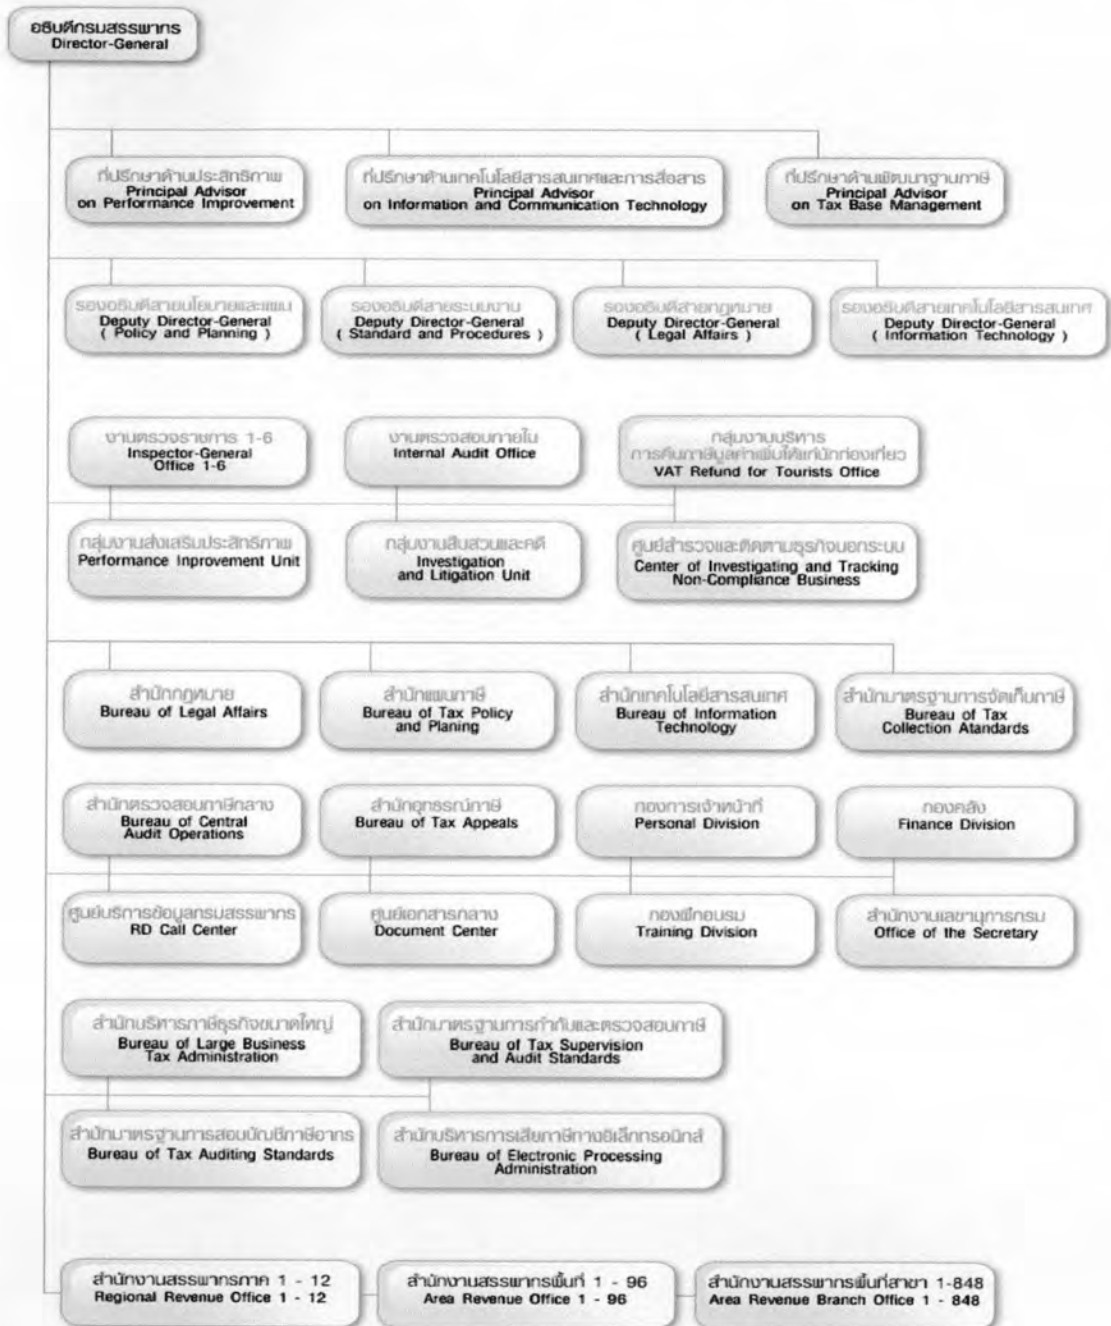 อธิบดีกรมสรรพากร
Director-General
ที่ปรึกษาด้านประสิทธิภาพ
Principal Advisor
on Performance Improvement
ที่ปรึกษาด้านเทคโนโลยีสารสนเทศและการสื่อสาร
Principal Advisor
on Information and Communication Technology
ที่ปรึกษาด้านพัฒนาฐานภาษี
Principal Advisor
on Tax Base Management
รองอธิบดีสายนโยบายและแผน
Deputy Director-General
( Policy and Planning )
รองอธิบดีสายระบบงาน
Deputy Director-General
( Standard and Procedures )
รองอธิบดีสายกฎหมาย
Deputy Director-General
( Legal Affairs )
รองอธิบดีสายเทคโนโลยีสารสนเทศ
Deputy Director-General
( Information Technology )
งานตรวจราชการ 1-6
Inspector-General
Office 1-6
งานตรวจสอบภายใน
Internal Audit Office
กลุ่มงานบริหาร
การคืนภาษีมูลค่าเพิ่มให้แก่นักท่องเที่ยว
VAT Refund for Tourists Office
กลุ่มงานส่งเสริมประสิทธิภาพ
Performance Inprovement Unit
กลุ่มงานสืบสวนและคดี
Investigation
and Litigation Unit
ศูนย์สำรวจและติดตามธุรกิจนอกระบบ
Center of Investigating and Tracking
Non-Compliance Business
สำนักกฎหมาย
Bureau of Legal Affairs
สำนักแผนภาษี
Bureau of Tax Policy
and Planing
สำนักเทคโนโลยีสารสนเทศ
Bureau of Information
Technology
สำนักมาตรฐานการจัดเก็บภาษี
Bureau of Tax
Collection Atandards
สำนักตรวจสอบภาษีกลาง
Bureau of Central
Audit Operations
สำนักอุทธรณ์ภาษี
Bureau of Tax Appeals
กองการเจ้าหน้าที่
Personal Division
กองคลัง
Finance Division
ศูนย์บริการข้อมูลกรมสรรพากร
RD Call Center
ศูนย์เอกสารกลาง
Document Center
กองฝึกอบรม
Training Division
สำนักงานเลขานุการกรม
Office of the Secretary
สำนักบริหารภาษีธุรกิจขนาดใหญ่
Bureau of Large Business
Tax Administration
สำนักมาตรฐานการกำกับและตรวจสอบภาษี
Bureau of Tax Supervision
and Audit Standards
สำนักมาตรฐานการสอบบัญชีภาษีอากร
Bureau of Tax Auditing Standards
สำนักบริหารการเสียภาษีทางอิเล็กทรอนิกส์
Bureau of Electronic Processing
Administration
สำนักงานสรรพากรภาค 1 - 12
Regional Revenue Office 1 - 12
สำนักงานสรรพากรพื้นที่ 1 - 96
Area Revenue Office 1 - 96
สำนักงานสรรพากรพื้นที่สาขา 1-848
Area Revenue Branch Office 1 - 848